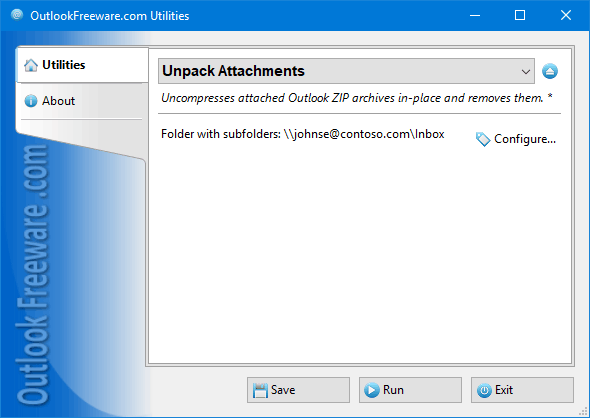 OutlookFreeware.com Utilities
Utilities
About
Unpack Attachments
Uncompresses attached Outlook ZIP archives in-place and removes them. *
Folder with subfolders: \\johnse@contoso.com\Inbox
Configure...
Outlook Freeware .com
Save
Run
Exit